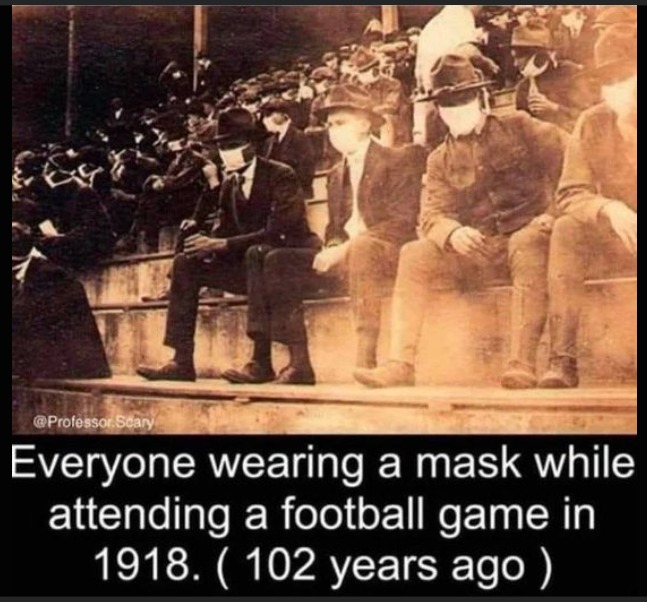 @Professor.Scary
Everyone wearing a mask while
attending a football game in
1918. ( 102 years ago )